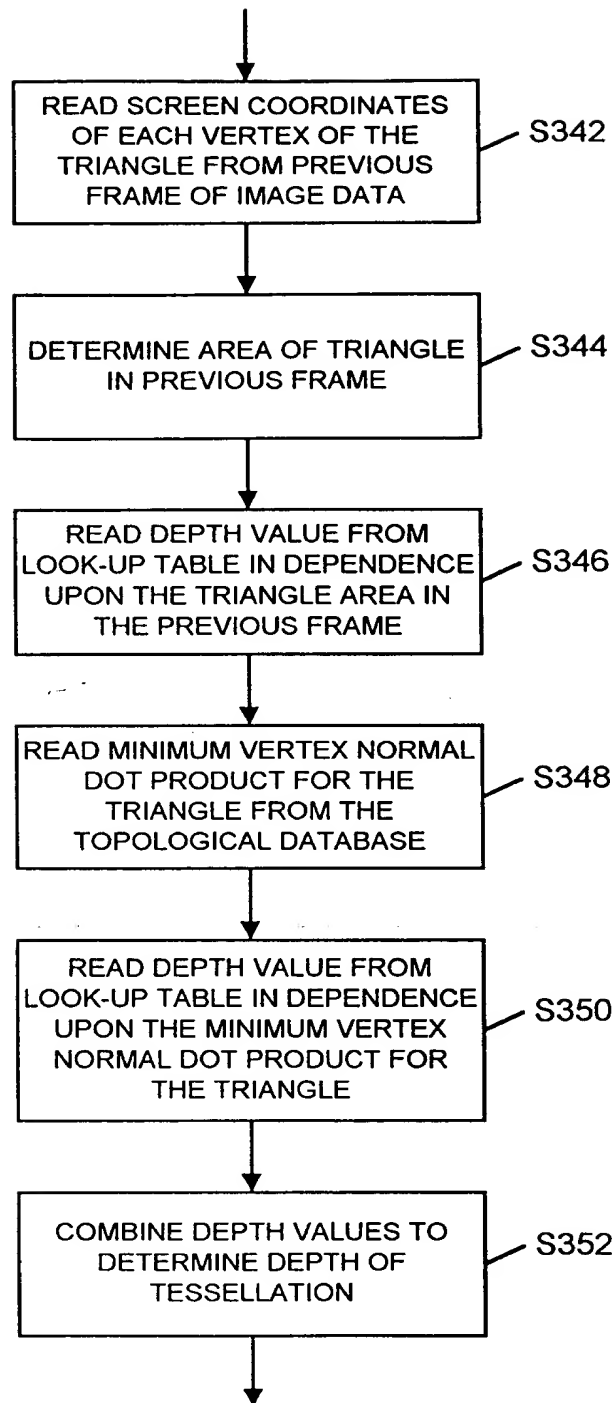 READ SCREEN COORDINATES
OF EACH VERTEX OF THE
TRIANGLE FROM PREVIOUS
FRAME OF IMAGE DATA
S342
DETERMINE AREA OF TRIANGLE
IN PREVIOUS FRAME
S344
READ DEPTH VALUE FROM
LOOK-UP TABLE IN DEPENDENCE
UPON THE TRIANGLE AREA IN
THE PREVIOUS FRAME
S346
READ MINIMUM VERTEX NORMAL
DOT PRODUCT FOR THE
TRIANGLE FROM THE
TOPOLOGICAL DATABASE
S348
READ DEPTH VALUE FROM
LOOK-UP TABLE IN DEPENDENCE
UPON THE MINIMUM VERTEX
NORMAL DOT PRODUCT FOR
THE TRIANGLE
S350
COMBINE DEPTH VALUES TO
DETERMINE DEPTH OF
TESSELLATION
S352